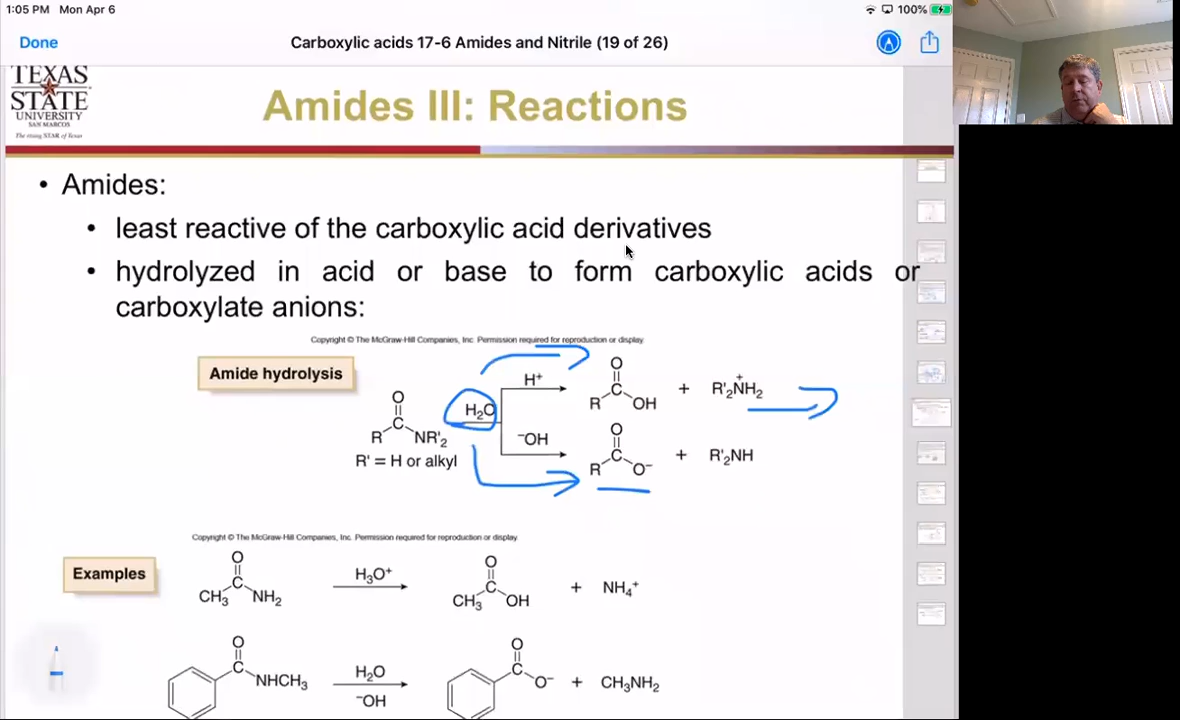 1:05 PM Mon Apr 6
100%
Done
Carboxylic acids 17-6 Amides and Nitrile (19 of 26)
TEXAS
STATE
UNIVERSITY
SAN MARCOS
The rising STAR of Texas
Amides III: Reactions
• Amides:
• least reactive of the carboxylic acid derivatives
• hydrolyzed in acid or base to form carboxylic acids or
carboxylate anions:
Copyright © The McGraw-Hill Companies, Inc. Permission required for reproduction or display
Amide hydrolysis
O
C
R NR'₂
R' = H or alkyl
H₂O
H⁺
O
C
R OH
+ R'₂N⁺H₂
⁻OH
O
C
R O⁻
+ R'₂NH
Copyright © The McGraw-Hill Companies, Inc. Permission required for reproduction or display
Examples
O
C
CH₃ NH₂
H₃O⁺
O
C
CH₃ OH
+ NH₄⁺
O
C
NHCH₃
H₂O
⁻OH
O
C
O⁻
+ CH₃NH₂